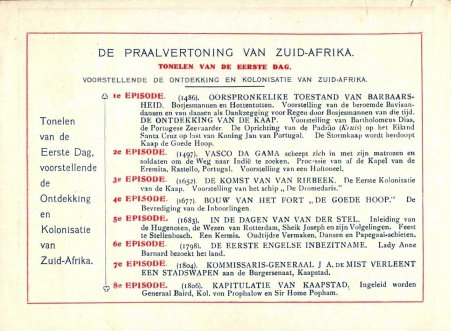 DE PRAALVERTONING VAN ZUID-AFRIKA.
TONELEN VAN DE EERSTE DAG,
VOORSTELLENDE DE ONTDEKKING EN KOLONISATIE VAN ZUID-AFRIKA.
Tonelen
van de
Eerste Dag,
voorstellende
de
Ontdekking
en
Kolonisatie
van
Zuid-Afrika.
1e EPISODE. (1486). OORSPRONKELIKE TOESTAND VAN BARBAARS-
HEID. Bosjesmannen en Hottentotten. Voorstelling van de beroemde Baviaan-
dansen en van dansen als Dankzegging voor Regen door Bosjesmannen van die tijd.
DE ONTDEKKING VAN DE KAAP. Voorstelling van Bartholomeus Dias,
de Portugese Zeevaarder De Oprichting van de Padrão (Kruis) op het Eiland
Santa Cruz op last van Koning Jan van Portugal. De Stormkaap wordt herdoopt
Kaap de Goede Hoop.
2e EPISODE. (1497). VASCO DA GAMA scheept zich in met zijn matrozen en
soldaten om de Weg naar Indië te zoeken. Proc-ssie van af de Kapel van de
Eremita, Rastello, Portugal. Voorstelling van een Hoftoneel.
3e EPISODE. (1652). DE KOMST VAN VAN RIEBEEK. De Eerste Kolonisatie
van de Kaap. Voorstelling van het schip „ De Dromedaris."
4e EPISODE. (1677). BOUW VAN HET FORT „ DE GOEDE HOOP." De
Bevrediging van de Inboorlingen.
5e EPISODE. (1683). IN DE DAGEN VAN VAN DER STEL. Inleiding van
de Hugenoten, de Wezen van Rotterdam, Sheik Joseph en zijn Volgelingen. Feest
te Stellenbosch. Een Kermis. Oudtijdse Vermaken, Dansen en Papegaai-schieten.
6e EPISODE. (1798). DE EERSTE ENGELSE INBEZITNAME. Lady Anne
Barnard bezoekt het land.
7e EPISODE. (1804). KOMMISSARIS-GENERAAL J A. DE MIST VERLEENT
EEN STADSWAPEN aan de Burgersenaat, Kaapstad.
8e EPISODE. (1806). KAPITULATIE VAN KAAPSTAD, Ingeleid worden
Generaal Baird, Kol. von Prophalow en Sir Home Popham.